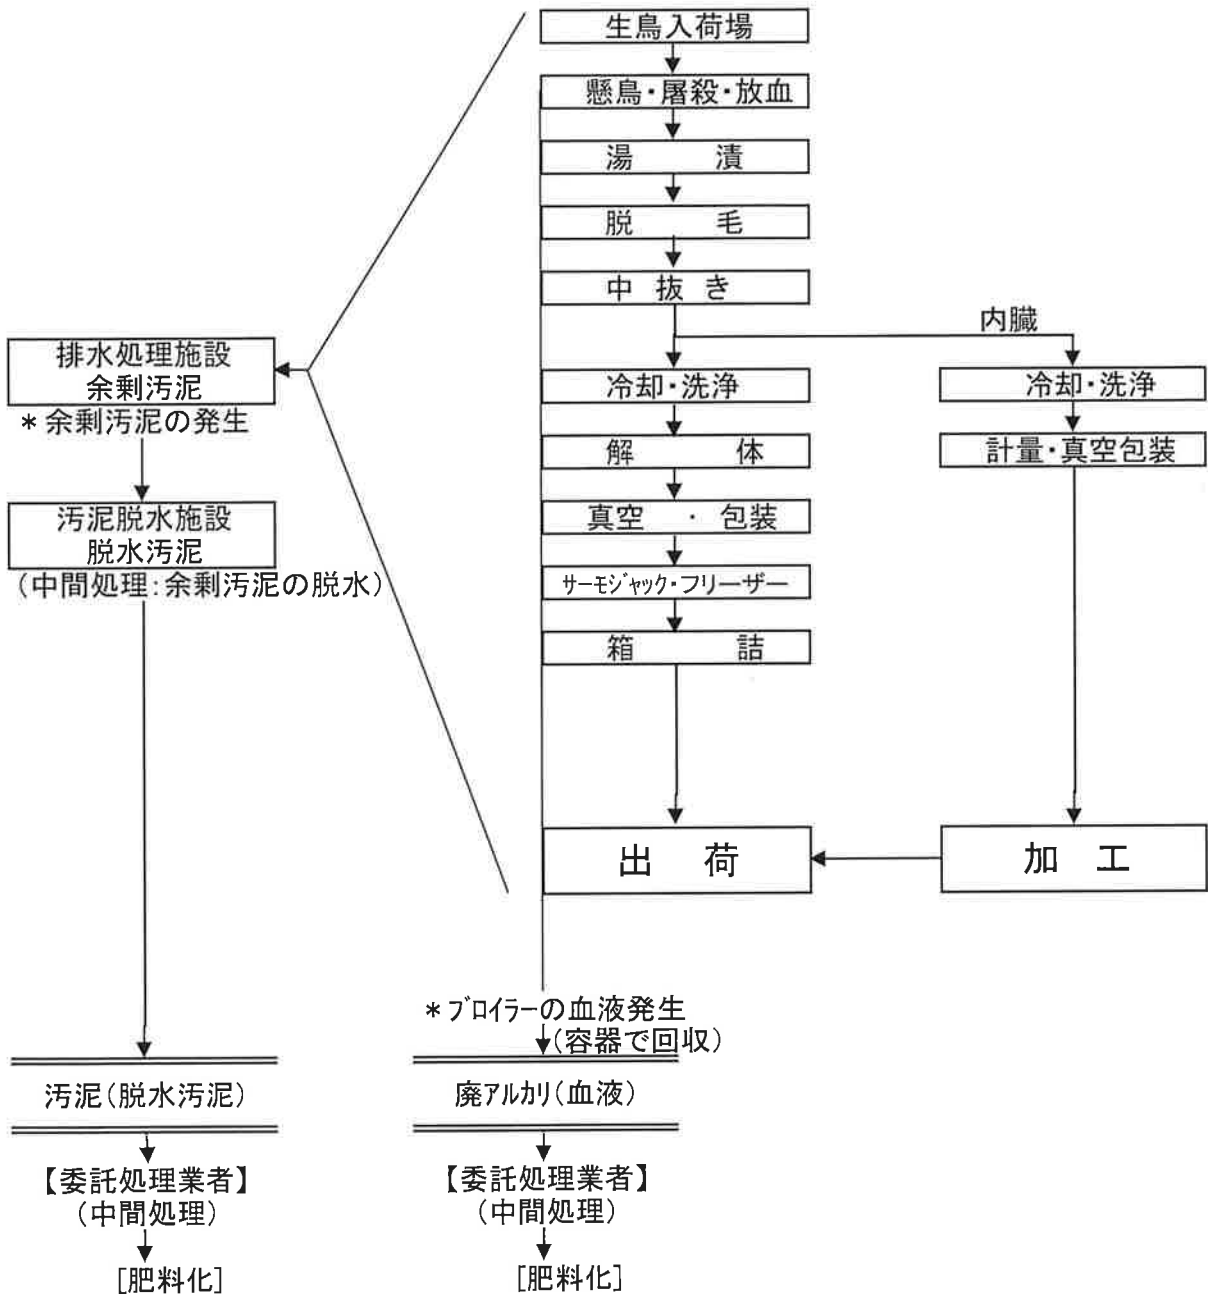 生鳥入荷場
懸鳥・屠殺・放血
湯　漬
脱　毛
中抜き
内臓
冷却・洗浄
解　体
真空・包装
サーモジャック・フリーザー
箱　詰
出　荷
冷却・洗浄
計量・真空包装
加　工
排水処理施設
余剰汚泥
＊余剰汚泥の発生
汚泥脱水施設
脱水汚泥
(中間処理:余剰汚泥の脱水)
汚泥(脱水汚泥)
【委託処理業者】
(中間処理)
[肥料化]
＊ブロイラーの血液発生
(容器で回収)
廃アルカリ(血液)
【委託処理業者】
(中間処理)
[肥料化]